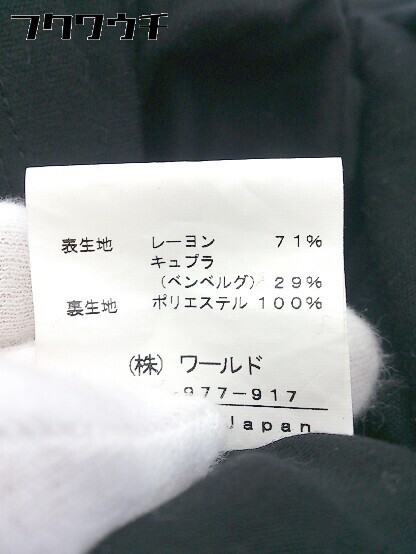 フクワウチ
表生地 レーヨン 71%
キュプラ
(ベンベルグ) 29%
裏生地 ポリエステル 100%
(株) ワールド
-977-917
Japan